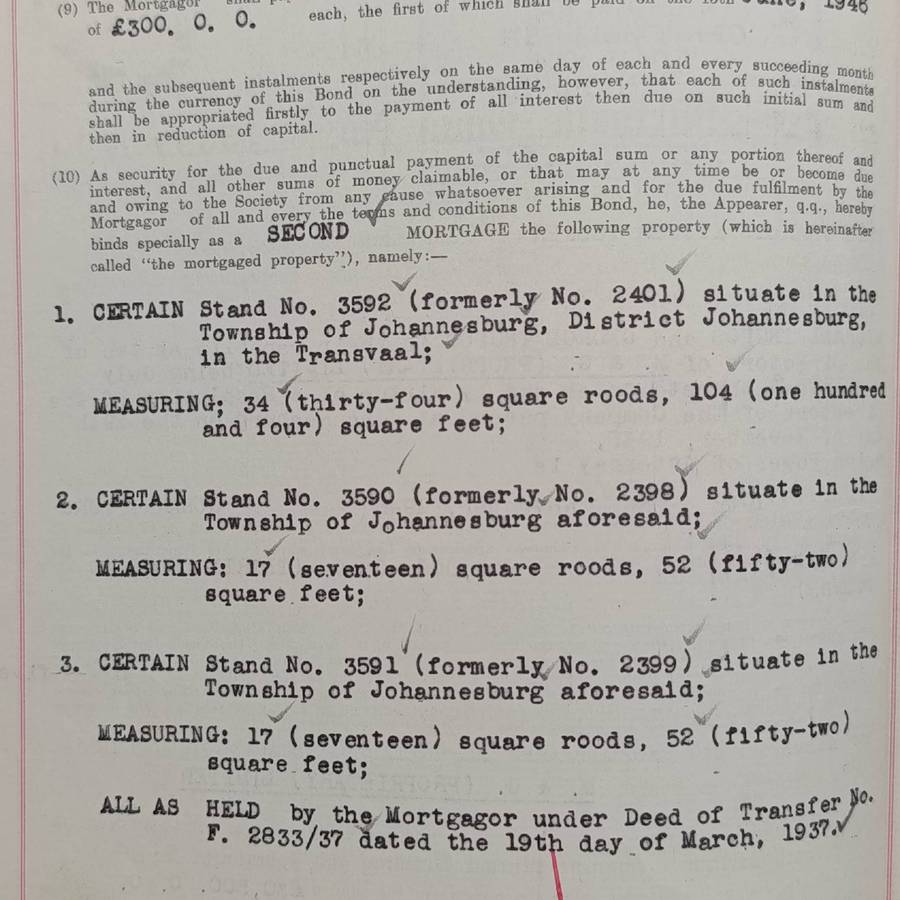 (9) The Mortgagor shall each, the first of which shall be paid on the June, 1946
of £300. 0. 0.
and the subsequent instalments respectively on the same day of each and every succeeding month
during the currency of this Bond on the understanding, however, that each of such instalments
shall be appropriated firstly to the payment of all interest then due on such initial sum and
then in reduction of capital.
(10) As security for the due and punctual payment of the capital sum or any portion thereof and
interest, and all other sums of money claimable, or that may at any time be or become due
and owing to the Society from any cause whatsoever arising and for the due fulfilment by the
Mortgagor of all and every the terms and conditions of this Bond, he, the Appearer, q.q., hereby
binds specially as a SECOND MORTGAGE the following property (which is hereinafter
called "the mortgaged property"), namely:—
1. CERTAIN Stand No. 3592 (formerly No. 2401) situate in the
Township of Johannesburg, District Johannesburg,
in the Transvaal;
MEASURING; 34 (thirty-four) square roods, 104 (one hundred
and four) square feet;
2. CERTAIN Stand No. 3590 (formerly No. 2398) situate in the
Township of Johannesburg aforesaid;
MEASURING: 17 (seventeen) square roods, 52 (fifty-two)
square feet;
3. CERTAIN Stand No. 3591 (formerly No. 2399) situate in the
Township of Johannesburg aforesaid;
MEASURING: 17 (seventeen) square roods, 52 (fifty-two)
square feet;
ALL AS HELD by the Mortgagor under Deed of Transfer No.
F. 2833/37 dated the 19th day of March, 1937.